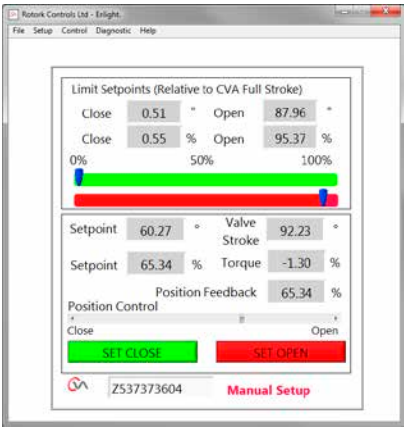 Rotork Controls Ltd - Enlight.
File Setup Control Diagnostic Help
Limit Setpoints (Relative to CVA Full Stroke)
Close 0.51 ° Open 87.96 °
Close 0.55 % Open 95.37 %
0% 50% 100%
Setpoint 60.27 ° Valve Stroke 92.23 °
Setpoint 65.34 % Torque -1.30 %
Position Feedback 65.34 %
Position Control
Close Open
SET CLOSE SET OPEN
CVA Z537373604 Manual Setup